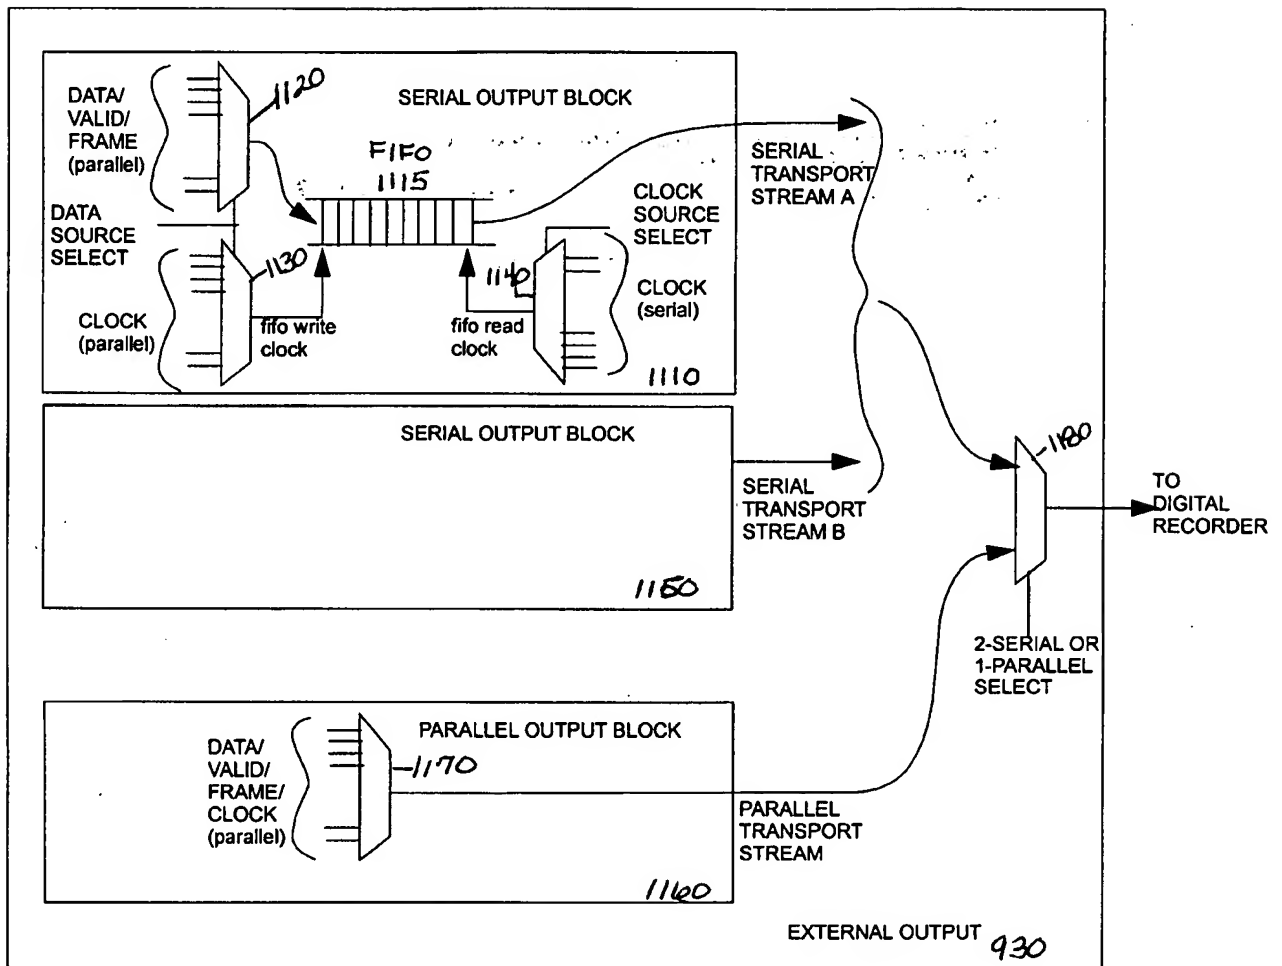 DATA/
VALID/
FRAME
(parallel)
1120
SERIAL OUTPUT BLOCK
FIFO
1115
DATA
SOURCE
SELECT
CLOCK
SOURCE
SELECT
1130
1140
CLOCK
(parallel)
fifo write
clock
fifo read
clock
CLOCK
(serial)
1110
SERIAL
TRANSPORT
STREAM A
SERIAL OUTPUT BLOCK
1150
SERIAL
TRANSPORT
STREAM B
1180
TO
DIGITAL
RECORDER
2-SERIAL OR
1-PARALLEL
SELECT
PARALLEL OUTPUT BLOCK
DATA/
VALID/
FRAME/
CLOCK
(parallel)
1170
1160
PARALLEL
TRANSPORT
STREAM
EXTERNAL OUTPUT 930